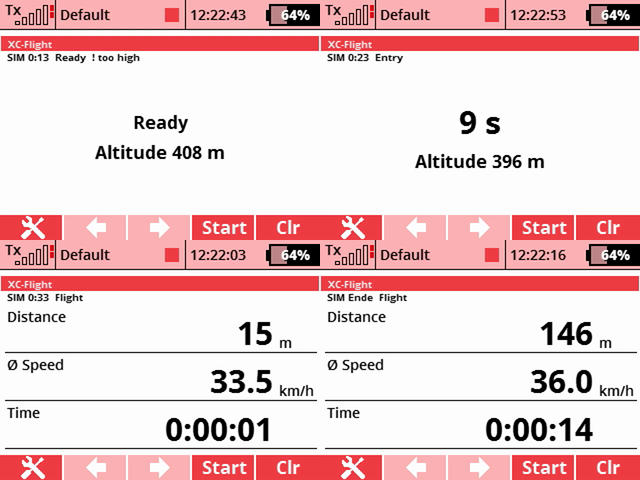 Tx Default 12:22:43 64%
XC-Flight
SIM 0:13 Ready ! too high
Ready
Altitude 408 m
Start Clr
Tx Default 12:22:53 64%
XC-Flight
SIM 0:23 Entry
9 s
Altitude 396 m
Start Clr
Tx Default 12:22:03 64%
XC-Flight
SIM 0:33 Flight
Distance
15 m
Ø Speed
33.5 km/h
Time
0:00:01
Start Clr
Tx Default 12:22:16 64%
XC-Flight
SIM Ende Flight
Distance
146 m
Ø Speed
36.0 km/h
Time
0:00:14
Start Clr